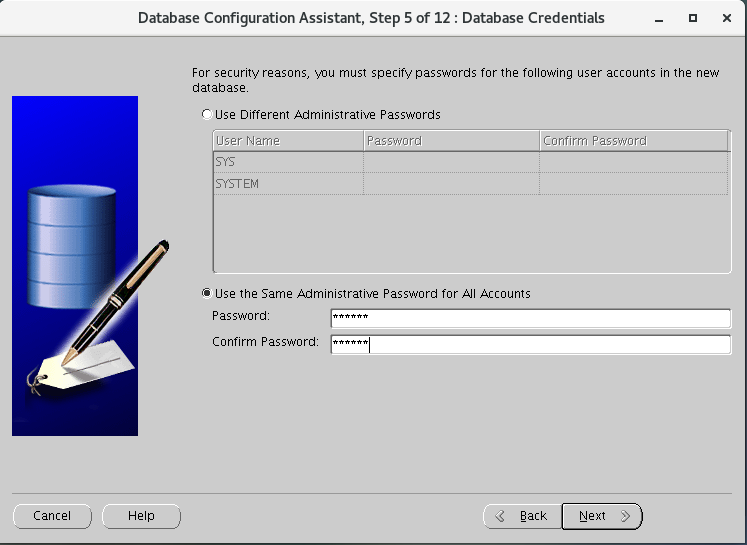 Database Configuration Assistant, Step 5 of 12 : Database Credentials
For security reasons, you must specify passwords for the following user accounts in the new
database.
Use Different Administrative Passwords
User Name Password Confirm Password
SYS
SYSTEM
Use the Same Administrative Password for All Accounts
Password: ******
Confirm Password: ******
Cancel Help Back Next